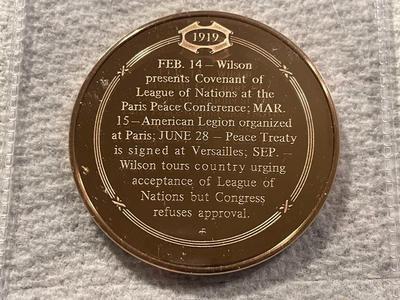 1919
FEB. 14 — Wilson
presents Covenant of
League of Nations at the
Paris Peace Conference; MAR.
15 — American Legion organized
at Paris; JUNE 28 — Peace Treaty
is signed at Versailles; SEP. —
Wilson tours country urging
acceptance of League of
Nations but Congress
refuses approval.